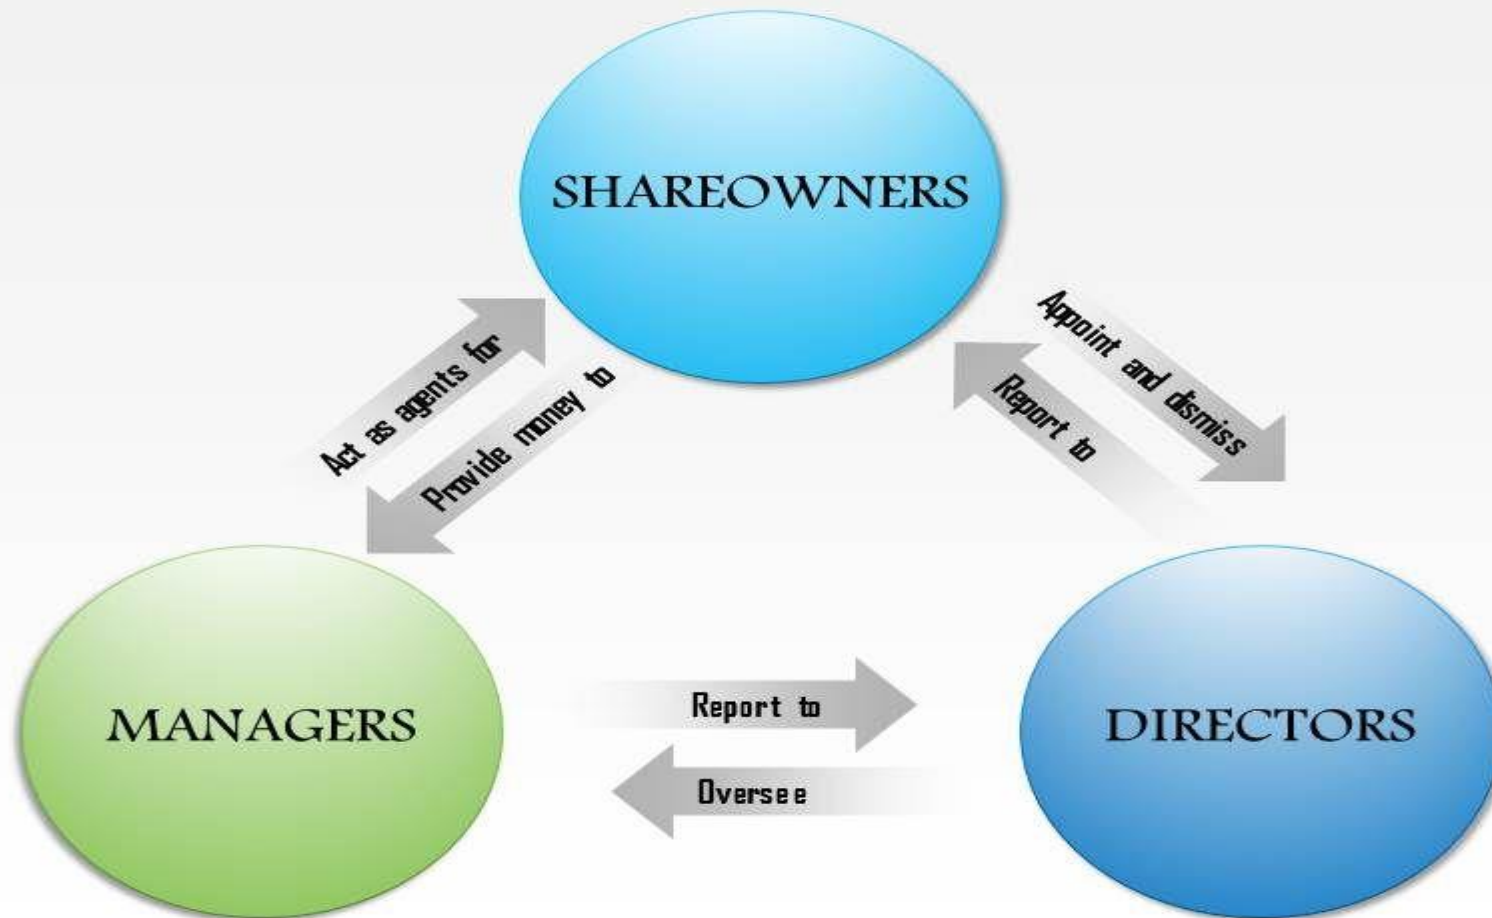 SHAREOWNERS
Act as agents for
Provide money to
Appoint and dismiss
Report to
MANAGERS
Report to
Oversee
DIRECTORS